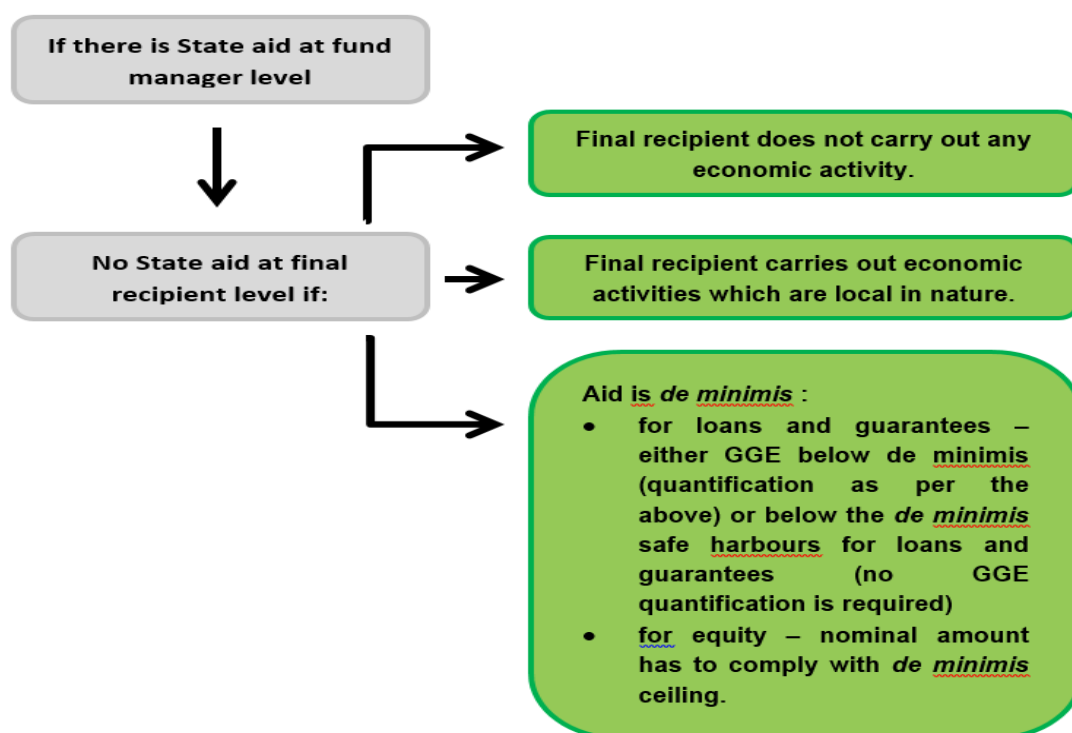 If there is State aid at fund
manager level
Final recipient does not carry out any
economic activity.
No State aid at final
recipient level if:
Final recipient carries out economic
activities which are local in nature.
Aid is de minimis :
• for loans and guarantees –
either GGE below de minimis
(quantification as per the
above) or below the de minimis
safe harbours for loans and
guarantees (no GGE
quantification is required)
• for equity – nominal amount
has to comply with de minimis
ceiling.